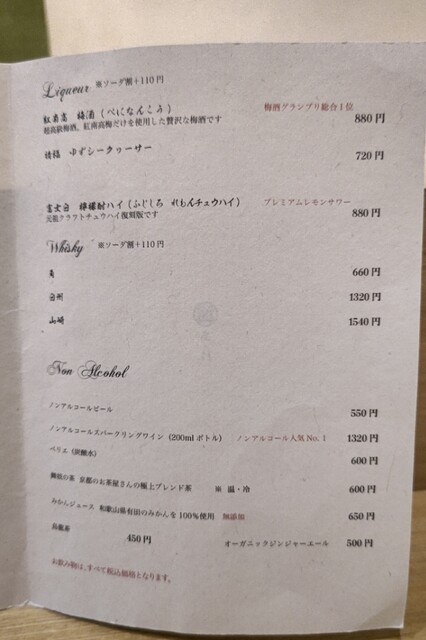 Liqueur ※ソーダ割+110円
紅南高 梅酒（べになんこう） 梅酒グランプリ総合1位 880円
超高級梅酒。紅南高梅だけを使用した贅沢な梅酒です
ゆずシークヮーサー 720円
富士白 檸檬酎ハイ（ふじしろ れもんチュウハイ） プレミアムレモンサワー 880円
元祖クラフトチュウハイ復刻版です
Whisky ※ソーダ割+110円
角 660円
白州 1320円
山崎 1540円
Non Alcohol
ノンアルコールビール 550円
ノンアルコールスパークリングワイン（200mlボトル） ノンアルコール人気No. 1 1320円
ペリエ（炭酸水） 600円
京都のお茶屋さんの極上ブレンド茶 ※ 温・冷 600円
みかんジュース 和歌山県有田のみかんを100%使用 無添加 650円
烏龍茶 450円 オーガニックジンジャーエール 500円
お飲み物は、すべて税込価格となります。